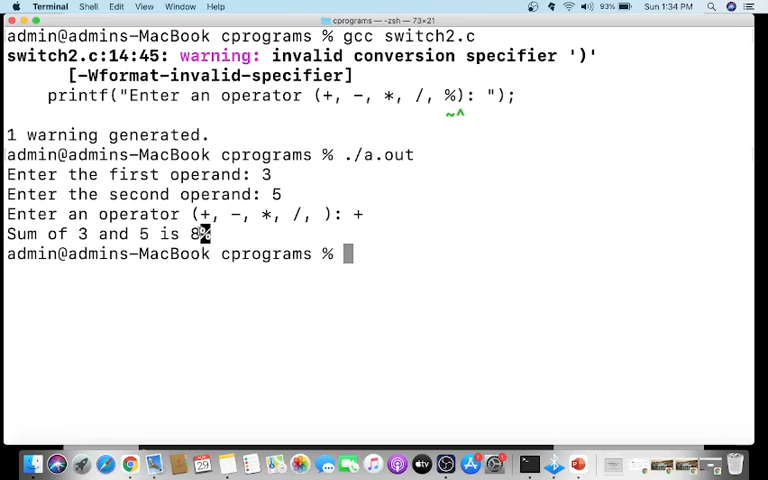 Terminal Shell Edit View Window Help 93% Sun 1:34 PM
cprograms — -zsh — 73×21
admin@admins-MacBook cprograms % gcc switch2.c
switch2.c:14:45: warning: invalid conversion specifier ')'
[-Wformat-invalid-specifier]
printf("Enter an operator (+, -, *, /, %): ");
~^
1 warning generated.
admin@admins-MacBook cprograms % ./a.out
Enter the first operand: 3
Enter the second operand: 5
Enter an operator (+, -, *, /, ): +
Sum of 3 and 5 is 8%
admin@admins-MacBook cprograms %
29
tv